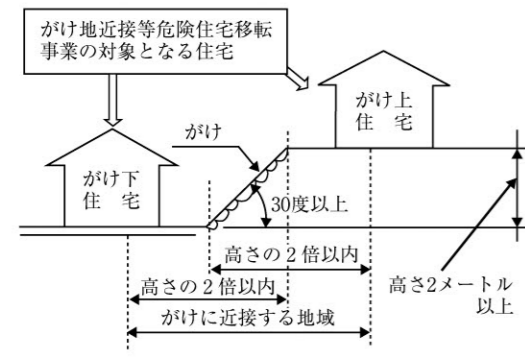 がけ地近接等危険住宅移転
事業の対象となる住宅
がけ上
住　宅
がけ
がけ下
住　宅
30度以上
高さの２倍以内
高さの２倍以内
高さ2メートル
以上
がけに近接する地域